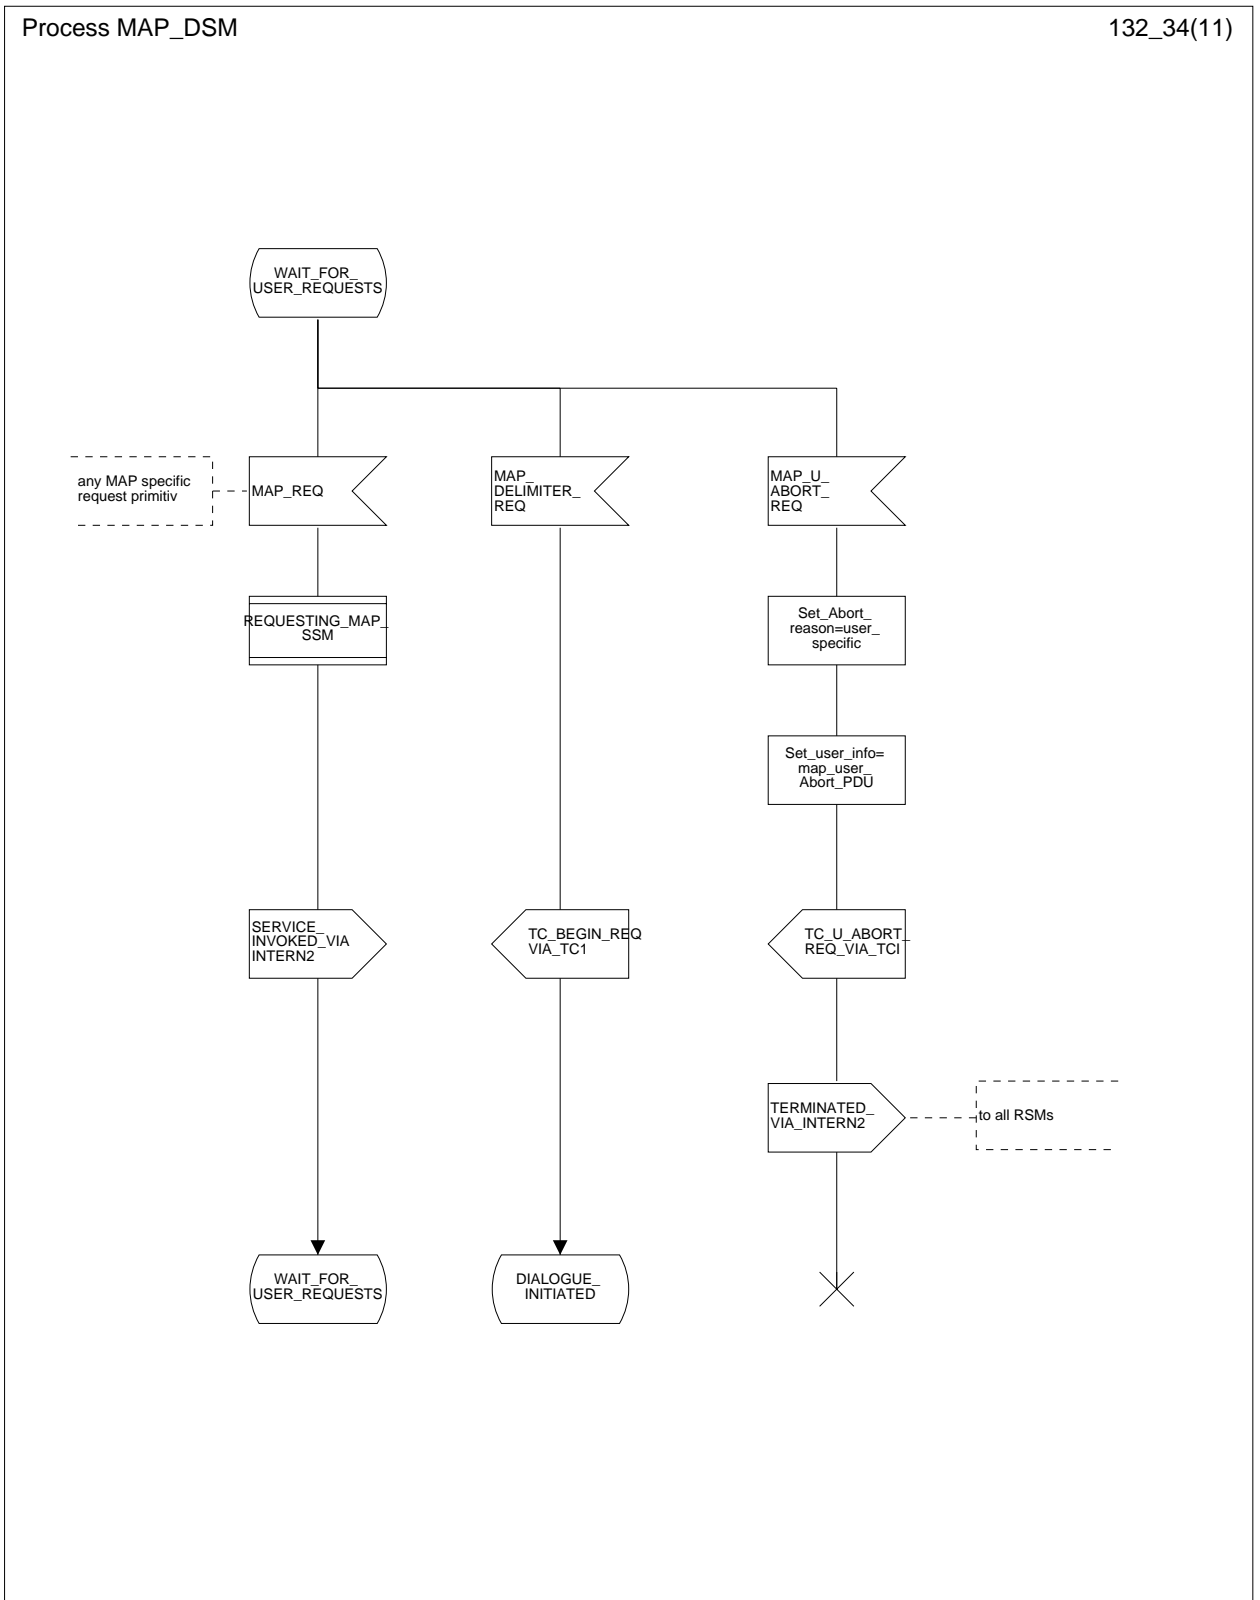 Process MAP_DSM
132_34(11)
WAIT_FOR_
USER_REQUESTS
any MAP specific
request primitiv
MAP_REQ
MAP_
DELIMITER_
REQ
MAP_U_
ABORT_
REQ
REQUESTING_MAP_
SSM
Set_Abort_
reason=user_
specific
Set_user_info=
map_user_
Abort_PDU
SERVICE_
INVOKED_VIA
INTERN2
TC_BEGIN_REQ
VIA_TC1
TC_U_ABORT_
REQ_VIA_TCI
TERMINATED_
VIA_INTERN2
to all RSMs
WAIT_FOR_
USER_REQUESTS
DIALOGUE_
INITIATED